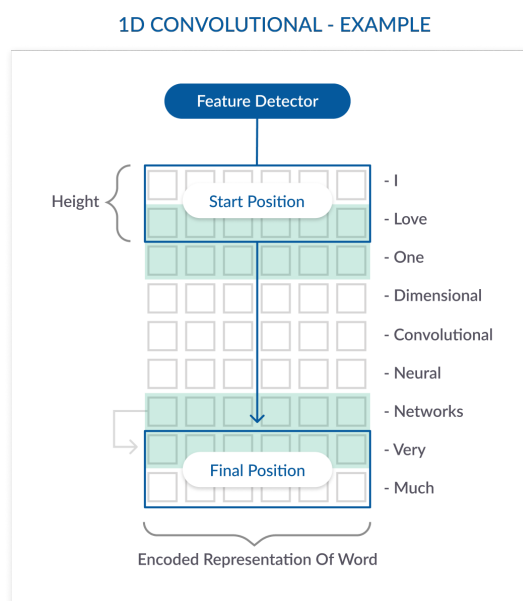 1D CONVOLUTIONAL - EXAMPLE
Feature Detector
Height
Start Position
- I
- Love
- One
- Dimensional
- Convolutional
- Neural
- Networks
- Very
Final Position
- Much
Encoded Representation Of Word